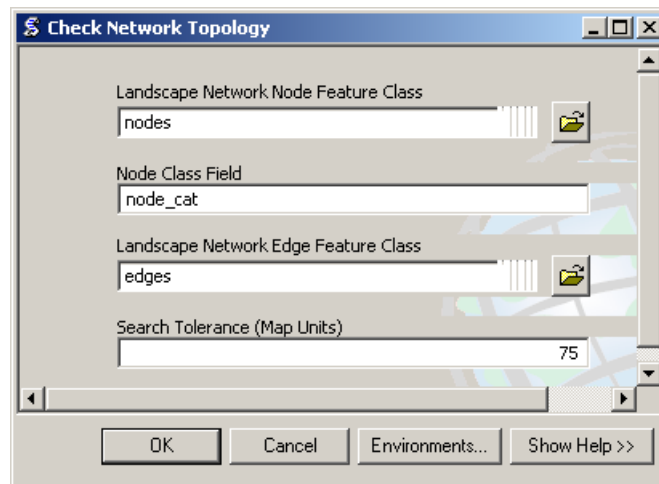 Check Network Topology
Landscape Network Node Feature Class
nodes
Node Class Field
node_cat
Landscape Network Edge Feature Class
edges
Search Tolerance (Map Units)
75
OK Cancel Environments... Show Help >>